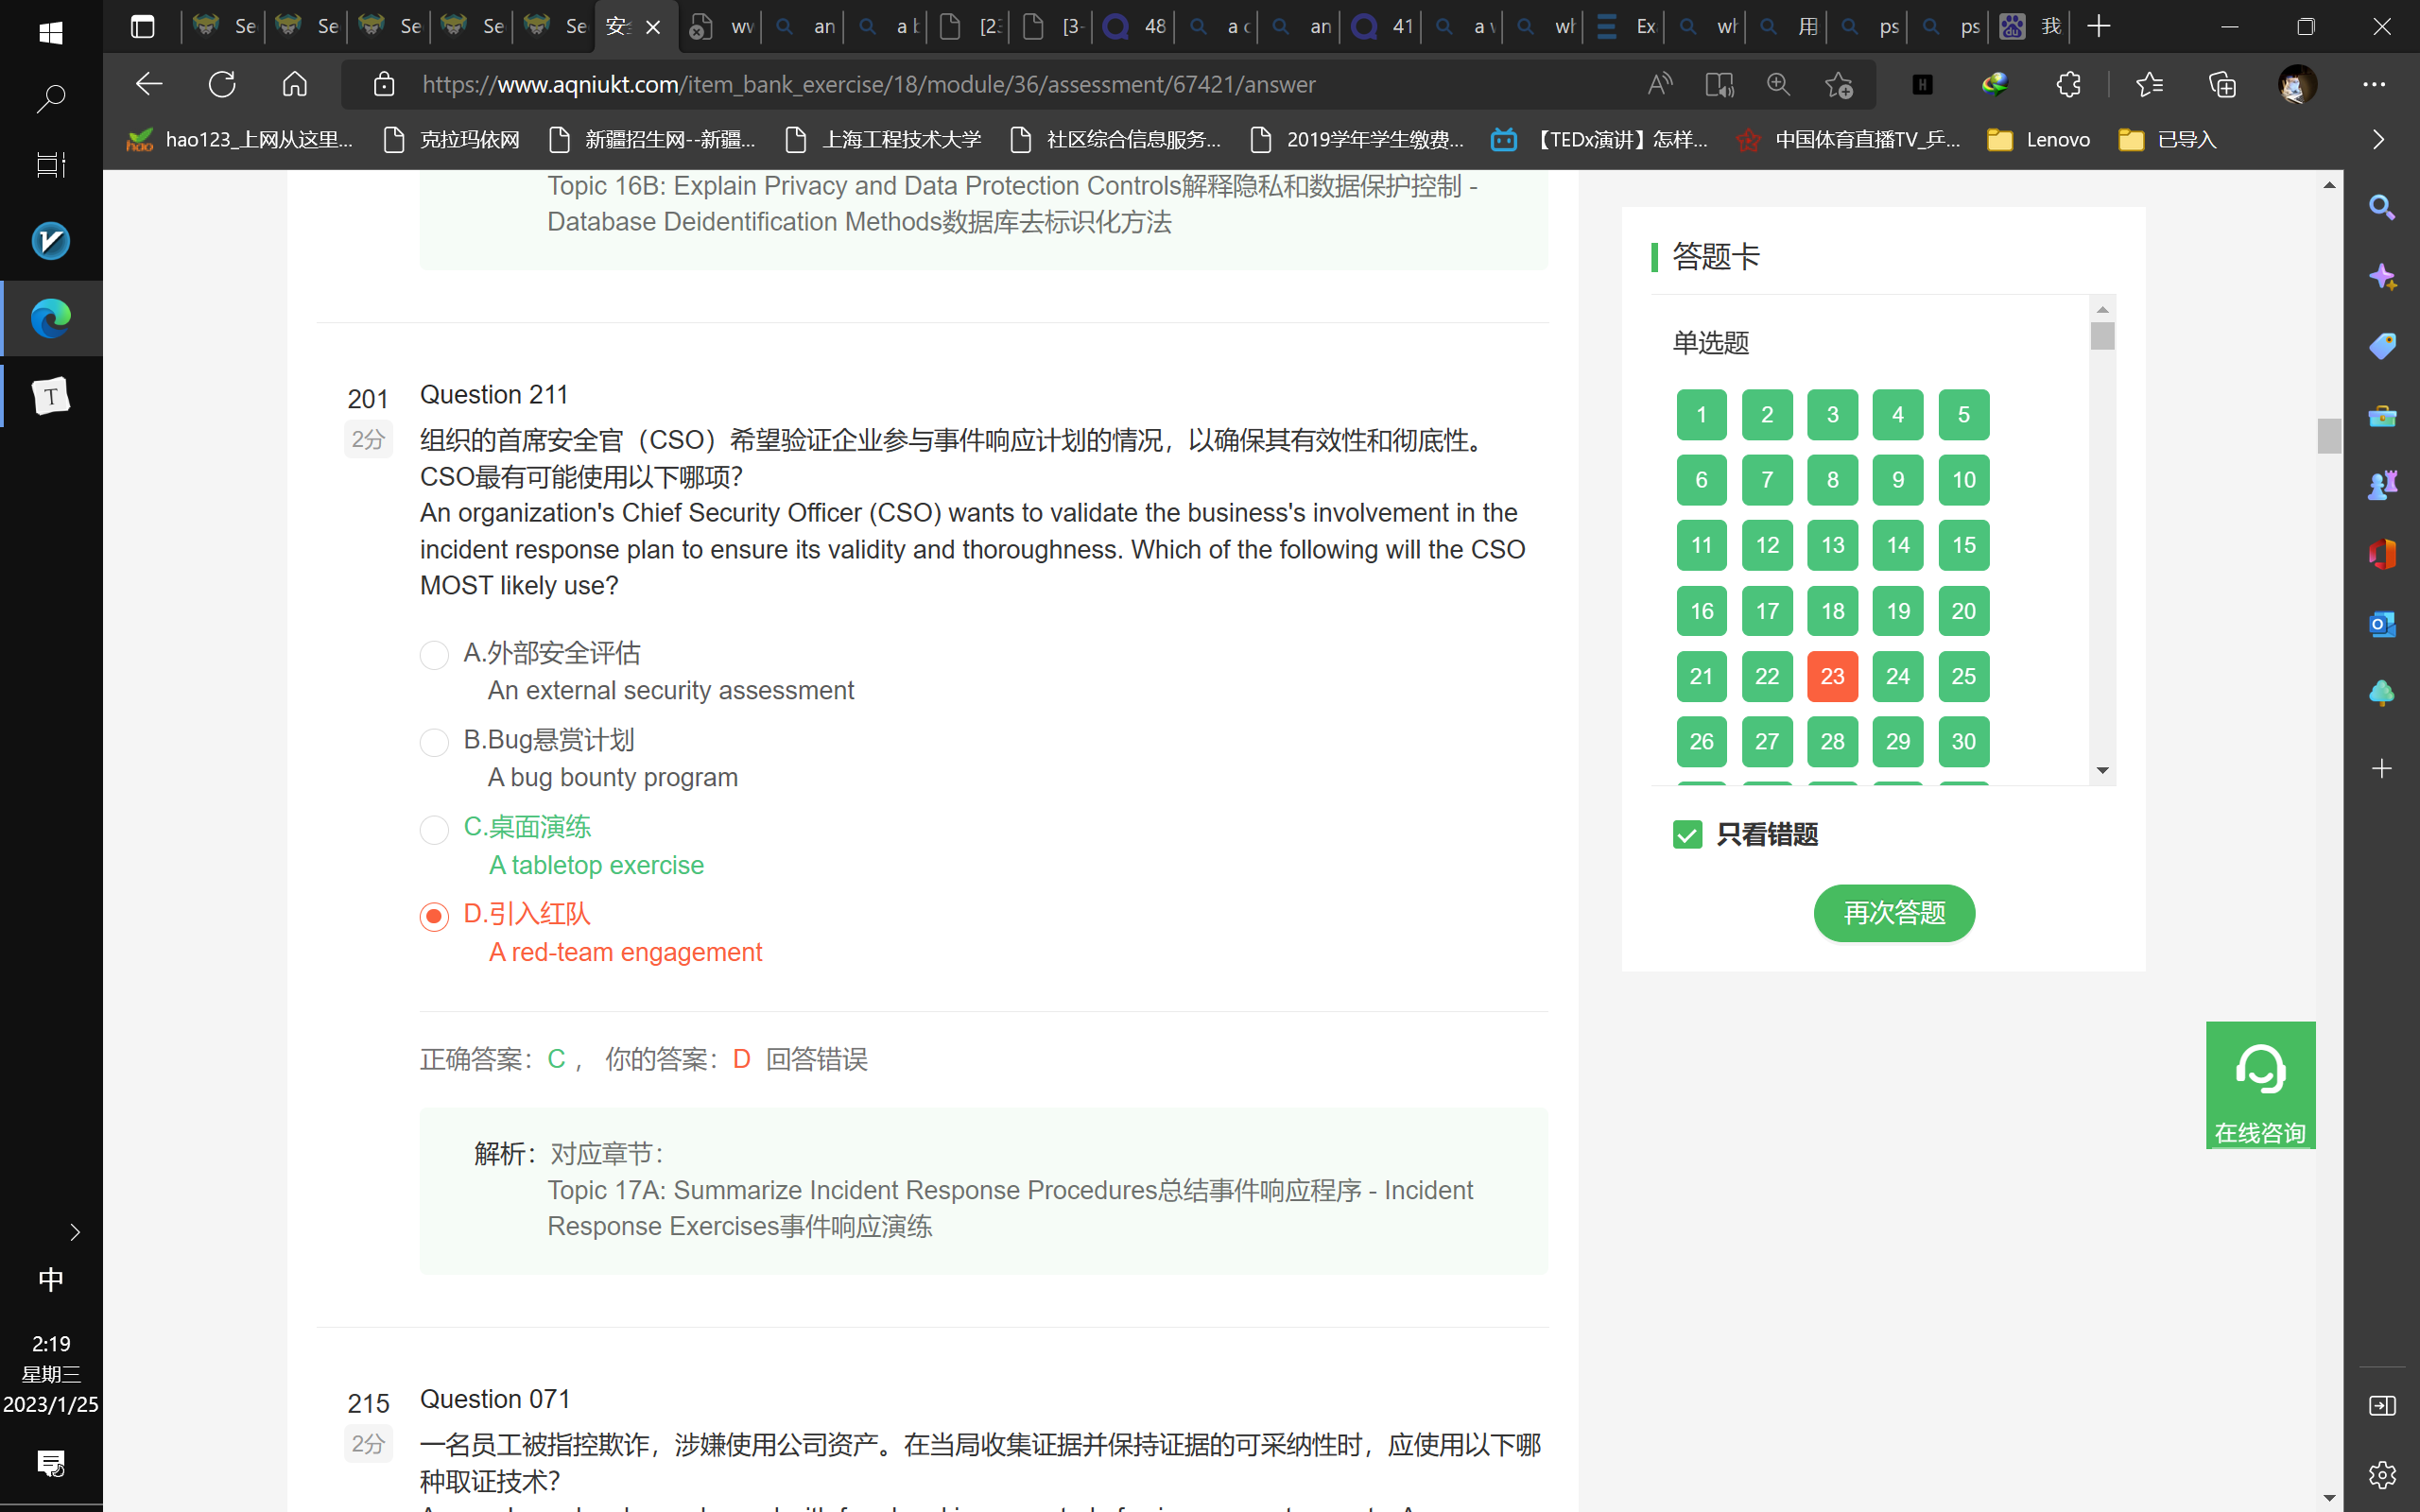 Se
Se
Se
Se
Se
安
wv
an
a b
[2
[3-
48
a c
an
41
a v
wh
Ex
wh
用
ps
ps
我
https://www.aqniukt.com/item_bank_exercise/18/module/36/assessment/67421/answer
hao123_上网从这里...
克拉玛依网
新疆招生网--新疆...
上海工程技术大学
社区综合信息服务...
2019学年学生缴费...
【TEDx演讲】怎样...
中国体育直播TV_乒...
Lenovo
已导入
Topic 16B: Explain Privacy and Data Protection Controls解释隐私和数据保护控制 -
Database Deidentification Methods数据库去标识化方法
201
2分
Question 211
组织的首席安全官（CSO）希望验证企业参与事件响应计划的情况，以确保其有效性和彻底性。
CSO最有可能使用以下哪项？
An organization's Chief Security Officer (CSO) wants to validate the business's involvement in the
incident response plan to ensure its validity and thoroughness. Which of the following will the CSO
MOST likely use?
A.外部安全评估
An external security assessment
B.Bug悬赏计划
A bug bounty program
C.桌面演练
A tabletop exercise
D.引入红队
A red-team engagement
正确答案：C ， 你的答案：D 回答错误
解析：对应章节：
Topic 17A: Summarize Incident Response Procedures总结事件响应程序 - Incident
Response Exercises事件响应演练
215
2分
Question 071
一名员工被指控欺诈，涉嫌使用公司资产。在当局收集证据并保持证据的可采纳性时，应使用以下哪
种取证技术？
答题卡
单选题
1 2 3 4 5
6 7 8 9 10
11 12 13 14 15
16 17 18 19 20
21 22 23 24 25
26 27 28 29 30
只看错题
再次答题
在线咨询
中
2:19
星期三
2023/1/25